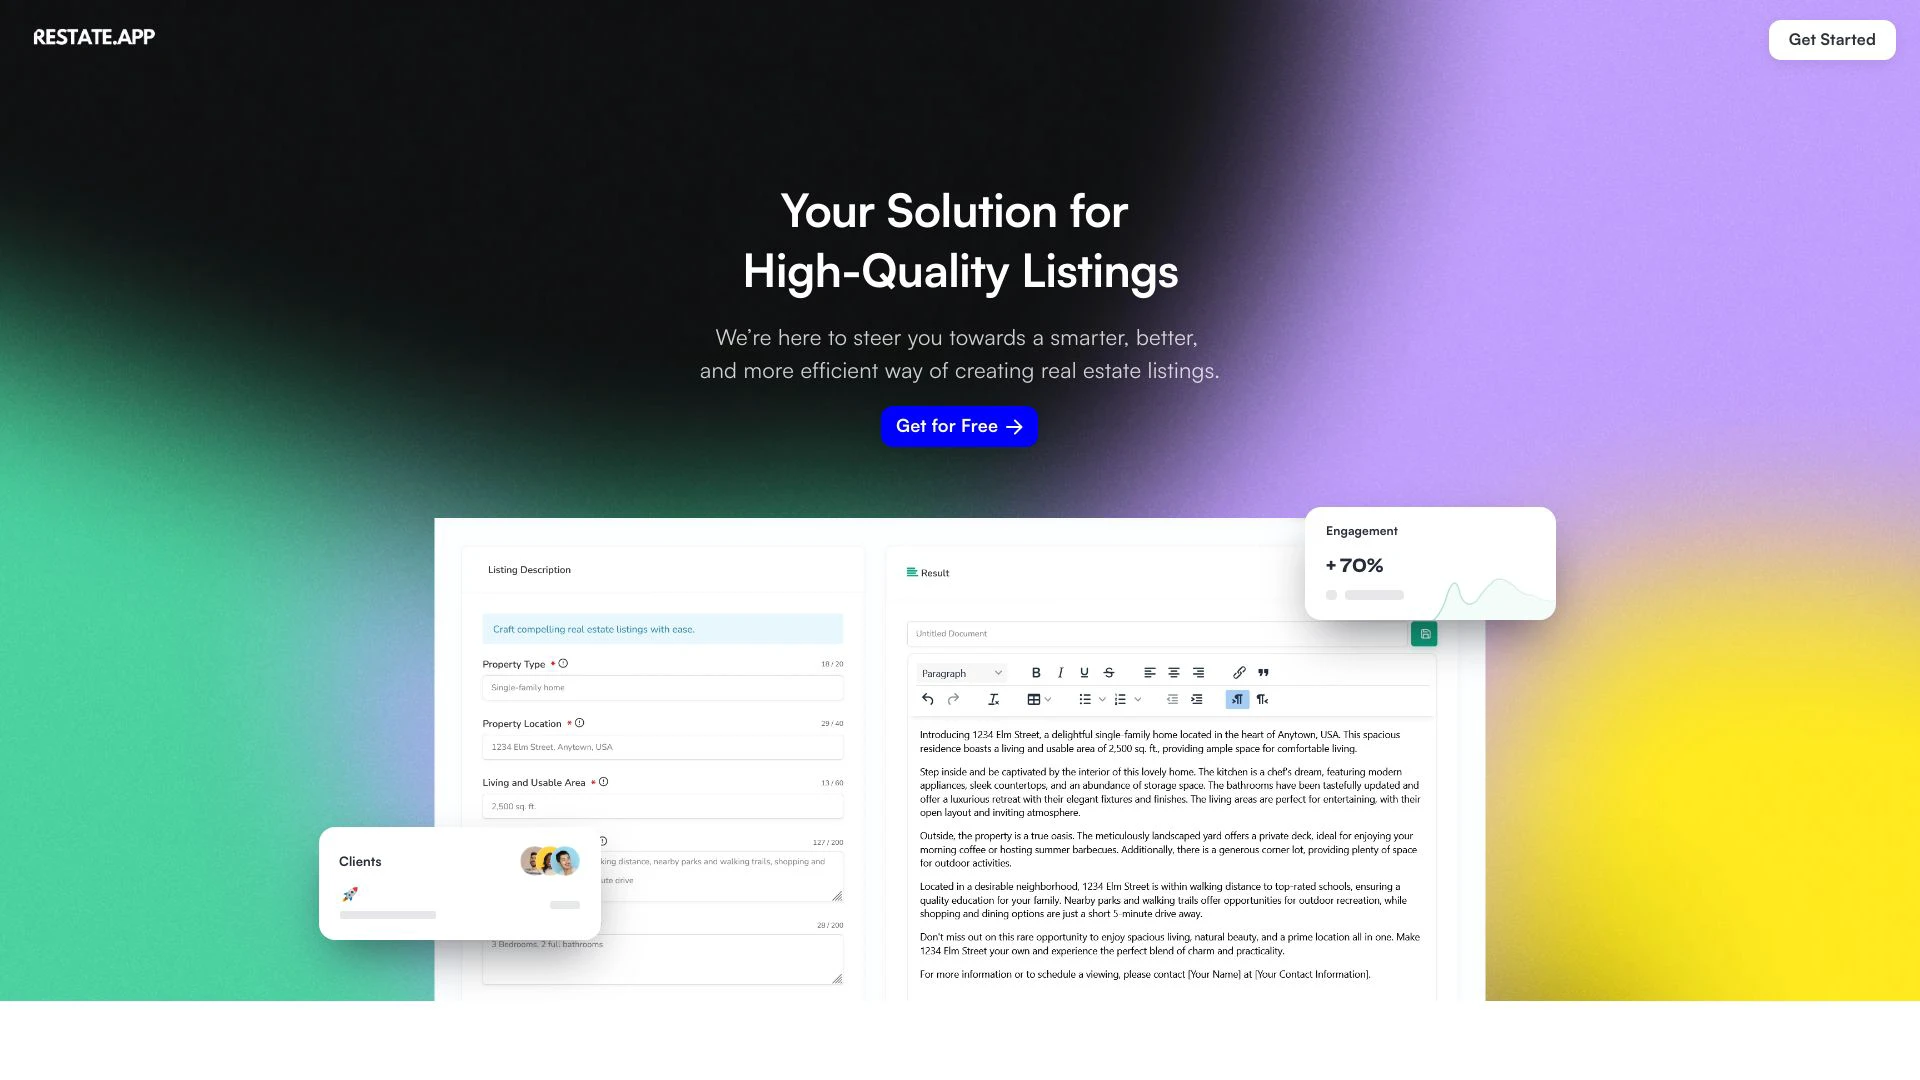 RESTATE.APP
Get Started
Your Solution for
High-Quality Listings
We’re here to steer you towards a smarter, better,
and more efficient way of creating real estate listings.
Get for Free
Engagement
+70%
Listing Description
Craft compelling real estate listings with ease.
Property Type * 18 / 20
Single-family home
Property Location * 29 / 40
1234 Elm Street, Anytown, USA
Living and Usable Area * 13 / 60
2,500 sq. ft.
127 / 200
king distance, nearby parks and walking trails, shopping and
ute drive
28 / 200
3 Bedrooms, 2 full bathrooms
Clients
Result
Untitled Document
Paragraph
B I U S
Introducing 1234 Elm Street, a delightful single-family home located in the heart of Anytown, USA. This spacious
residence boasts a living and usable area of 2,500 sq. ft., providing ample space for comfortable living.
Step inside and be captivated by the interior of this lovely home. The kitchen is a chef's dream, featuring modern
appliances, sleek countertops, and an abundance of storage space. The bathrooms have been tastefully updated and
offer a luxurious retreat with their elegant fixtures and finishes. The living areas are perfect for entertaining, with their
open layout and inviting atmosphere.
Outside, the property is a true oasis. The meticulously landscaped yard offers a private deck, ideal for enjoying your
morning coffee or hosting summer barbecues. Additionally, there is a generous corner lot, providing plenty of space
for outdoor activities.
Located in a desirable neighborhood, 1234 Elm Street is within walking distance to top-rated schools, ensuring a
quality education for your family. Nearby parks and walking trails offer opportunities for outdoor recreation, while
shopping and dining options are just a short 5-minute drive away.
Don't miss out on this rare opportunity to enjoy spacious living, natural beauty, and a prime location all in one. Make
1234 Elm Street your own and experience the perfect blend of charm and practicality.
For more information or to schedule a viewing, please contact [Your Name] at [Your Contact Information].